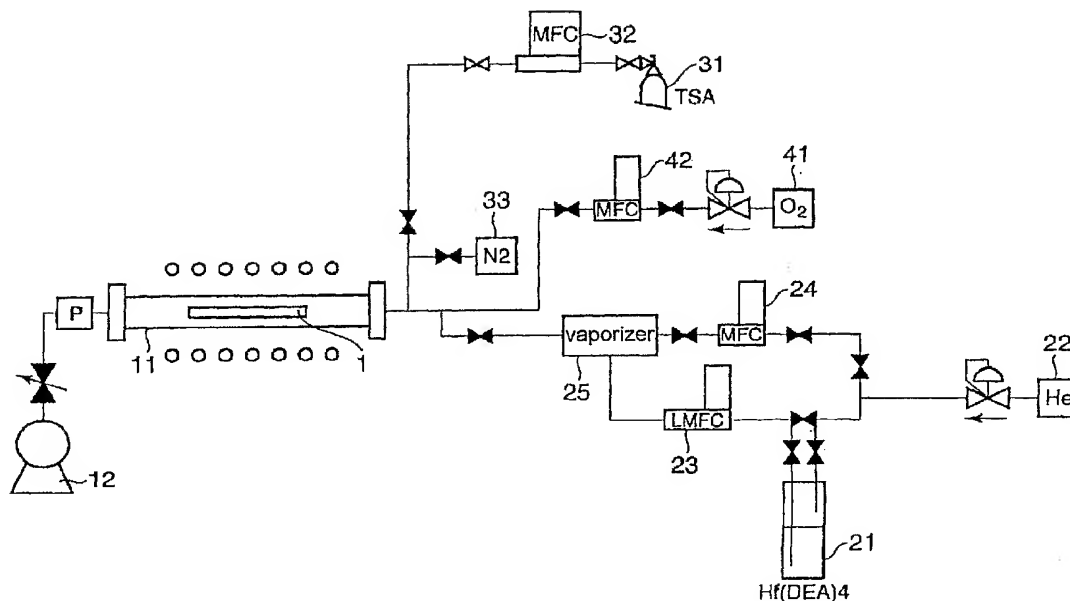 MFC
32
31
TSA
42
41
MFC
O2
33
N2
24
P
vaporizer
MFC
22
11
1
25
He
LMFC
23
12
21
Hf(DEA)4